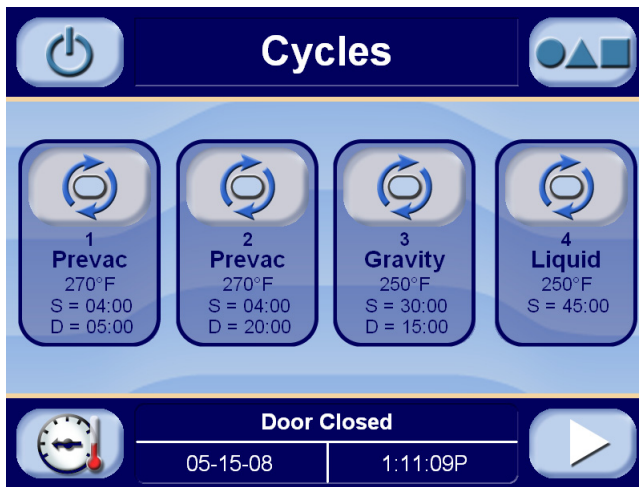 Cycles
1
Prevac
270°F
S = 04:00
D = 05:00
2
Prevac
270°F
S = 04:00
D = 20:00
3
Gravity
250°F
S = 30:00
D = 15:00
4
Liquid
250°F
S = 45:00
Door Closed
05-15-08
1:11:09P